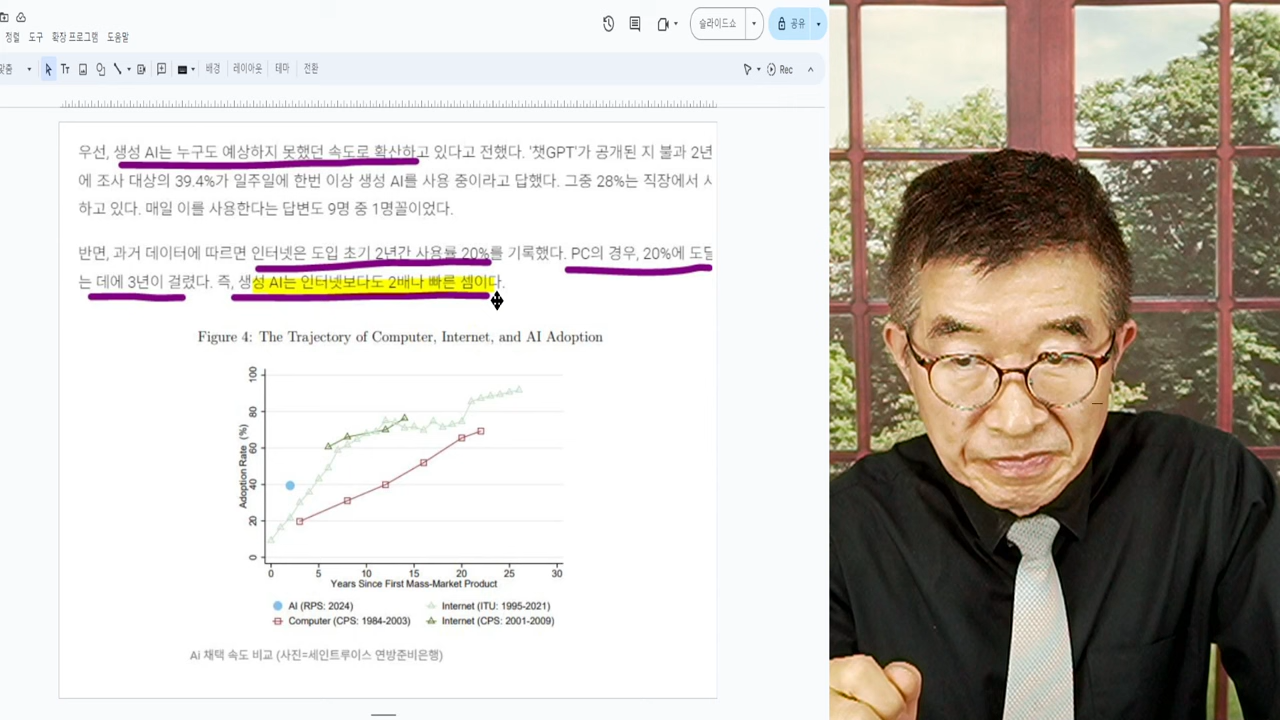 정렬 도구 확장 프로그램 도움말
슬라이드쇼
공유
맞춤
배경 레이아웃 테마 전환
Rec
우선, 생성 AI는 누구도 예상하지 못했던 속도로 확산하고 있다고 전했다. '챗GPT'가 공개된 지 불과 2년
에 조사 대상의 39.4%가 일주일에 한번 이상 생성 AI를 사용 중이라고 답했다. 그중 28%는 직장에서
하고 있다. 매일 이를 사용한다는 답변도 9명 중 1명꼴이었다.
반면, 과거 데이터에 따르면 인터넷은 도입 초기 2년간 사용률 20%를 기록했다. PC의 경우, 20%에 도달
는 데에 3년이 걸렸다. 즉, 생성 AI는 인터넷보다도 2배나 빠른 셈이다.
Figure 4: The Trajectory of Computer, Internet, and AI Adoption
Adoption Rate (%)
100
80
60
40
20
0
0 5 10 15 20 25 30
Years Since First Mass-Market Product
AI (RPS: 2024) Internet (ITU: 1995-2021)
Computer (CPS: 1984-2003) Internet (CPS: 2001-2009)
Ai 채택 속도 비교 (사진=세인트루이스 연방준비은행)